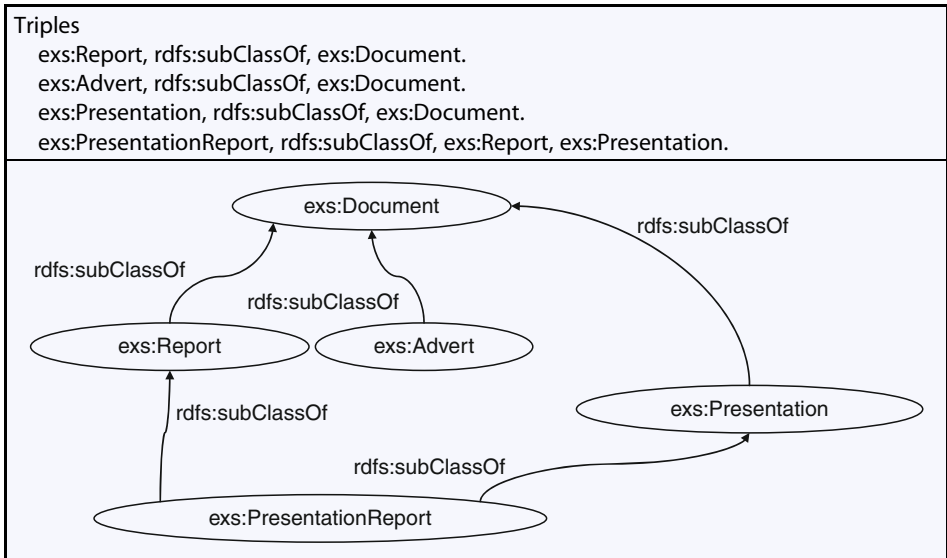 Triples
exs:Report, rdfs:subClassOf, exs:Document.
exs:Advert, rdfs:subClassOf, exs:Document.
exs:Presentation, rdfs:subClassOf, exs:Document.
exs:PresentationReport, rdfs:subClassOf, exs:Report, exs:Presentation.
exs:Document
rdfs:subClassOf
rdfs:subClassOf
rdfs:subClassOf
exs:Report
exs:Advert
exs:Presentation
rdfs:subClassOf
rdfs:subClassOf
exs:PresentationReport